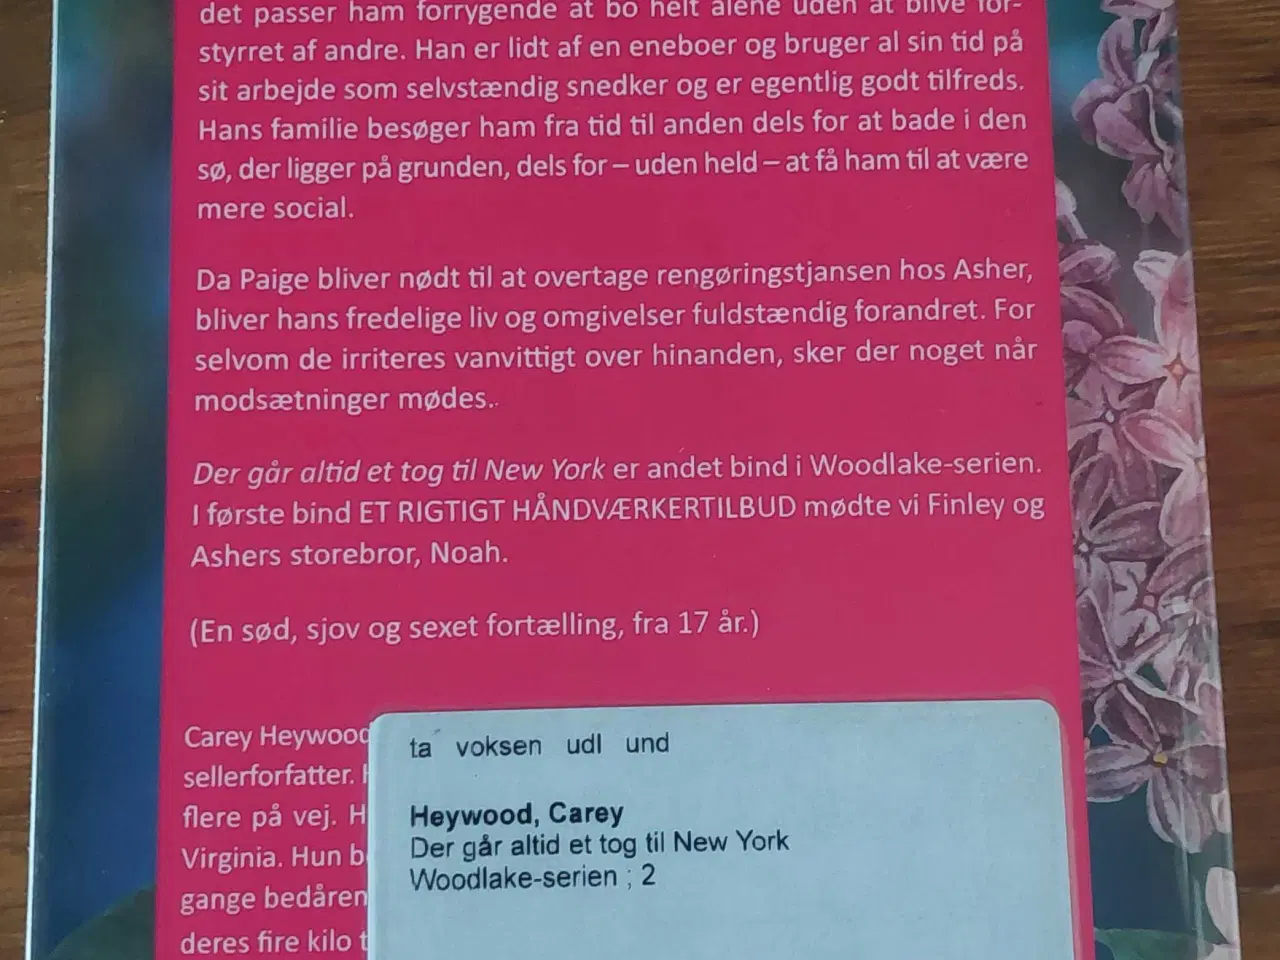 det passer ham forrygende at bo helt alene uden at blive for-
styrret af andre. Han er lidt af en eneboer og bruger al sin tid på
sit arbejde som selvstændig snedker og er egentlig godt tilfreds.
Hans familie besøger ham fra tid til anden dels for at bade i den
sø, der ligger på grunden, dels for – uden held – at få ham til at være
mere social.
Da Paige bliver nødt til at overtage rengøringstjansen hos Asher,
bliver hans fredelige liv og omgivelser fuldstændig forandret. For
selvom de irriteres vanvittigt over hinanden, sker der noget når
modsætninger mødes..
Der går altid et tog til New York er andet bind i Woodlake-serien.
I første bind ET RIGTIGT HÅNDVÆRKERTILBUD mødte vi Finley og
Ashers storebror, Noah.
(En sød, sjov og sexet fortælling, fra 17 år.)
Carey Heywood
sellerforfatter.
flere på vej.
Virginia. Hun
gange
deres fire kilo
ta voksen udl und
Heywood, Carey
Der går altid et tog til New York
Woodlake-serien ; 2